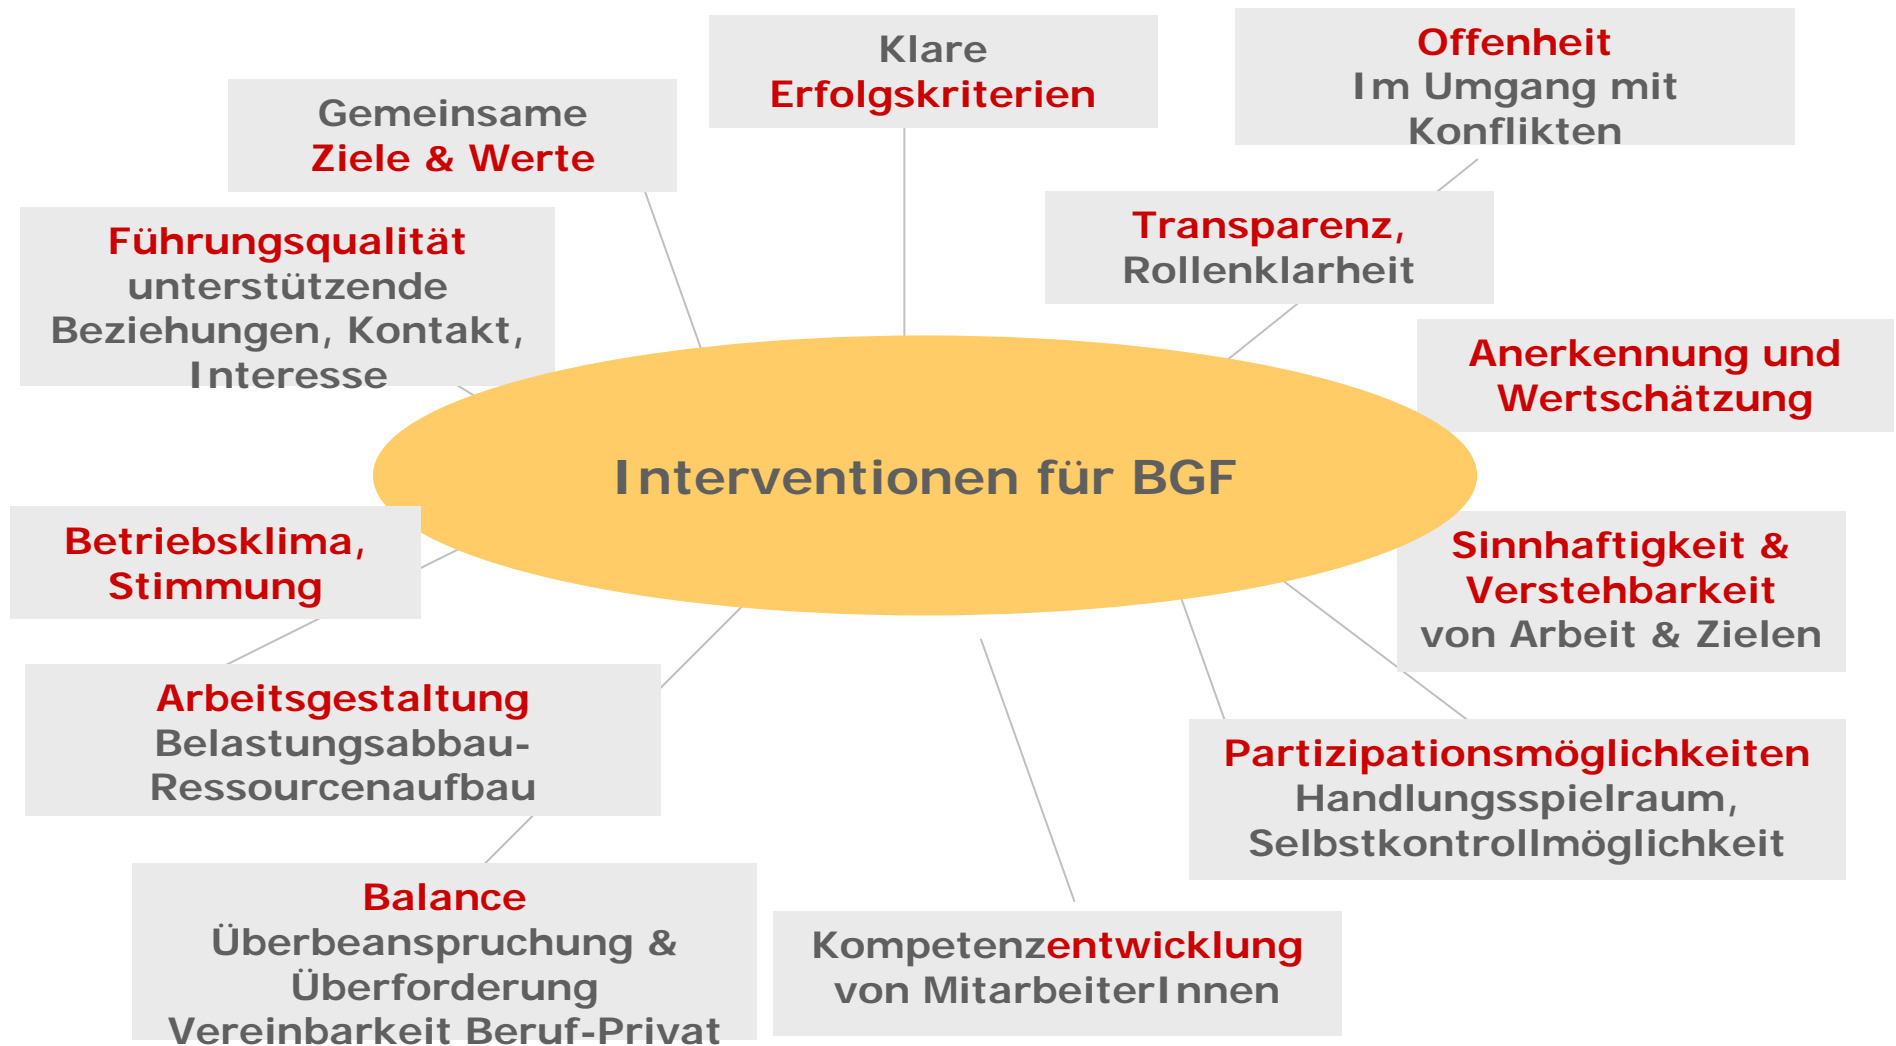 Klare
Erfolgskriterien
Offenheit
Im Umgang mit
Konflikten
Gemeinsame
Ziele & Werte
Transparenz,
Rollenklarheit
Führungsqualität
unterstützende
Beziehungen, Kontakt,
Interesse
Anerkennung und
Wertschätzung
Interventionen für BGF
Betriebsklima,
Stimmung
Sinnhaftigkeit &
Verstehbarkeit
von Arbeit & Zielen
Arbeitsgestaltung
Belastungsabbau-
Ressourcenaufbau
Partizipationsmöglichkeiten
Handlungsspielraum,
Selbstkontrollmöglichkeit
Balance
Überbeanspruchung &
Überforderung
Vereinbarkeit Beruf-Privat
Kompetenzentwicklung
von MitarbeiterInnen